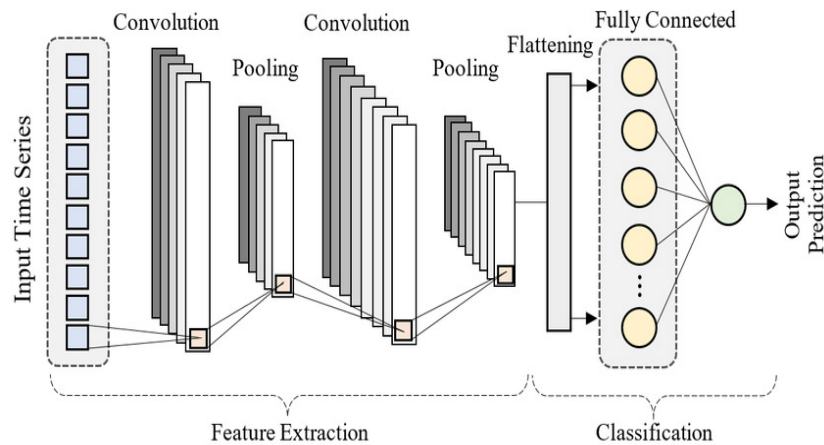 Convolution
Pooling
Convolution
Pooling
Flattening
Fully Connected
Input Time Series
Output
Prediction
Feature Extraction
Classification